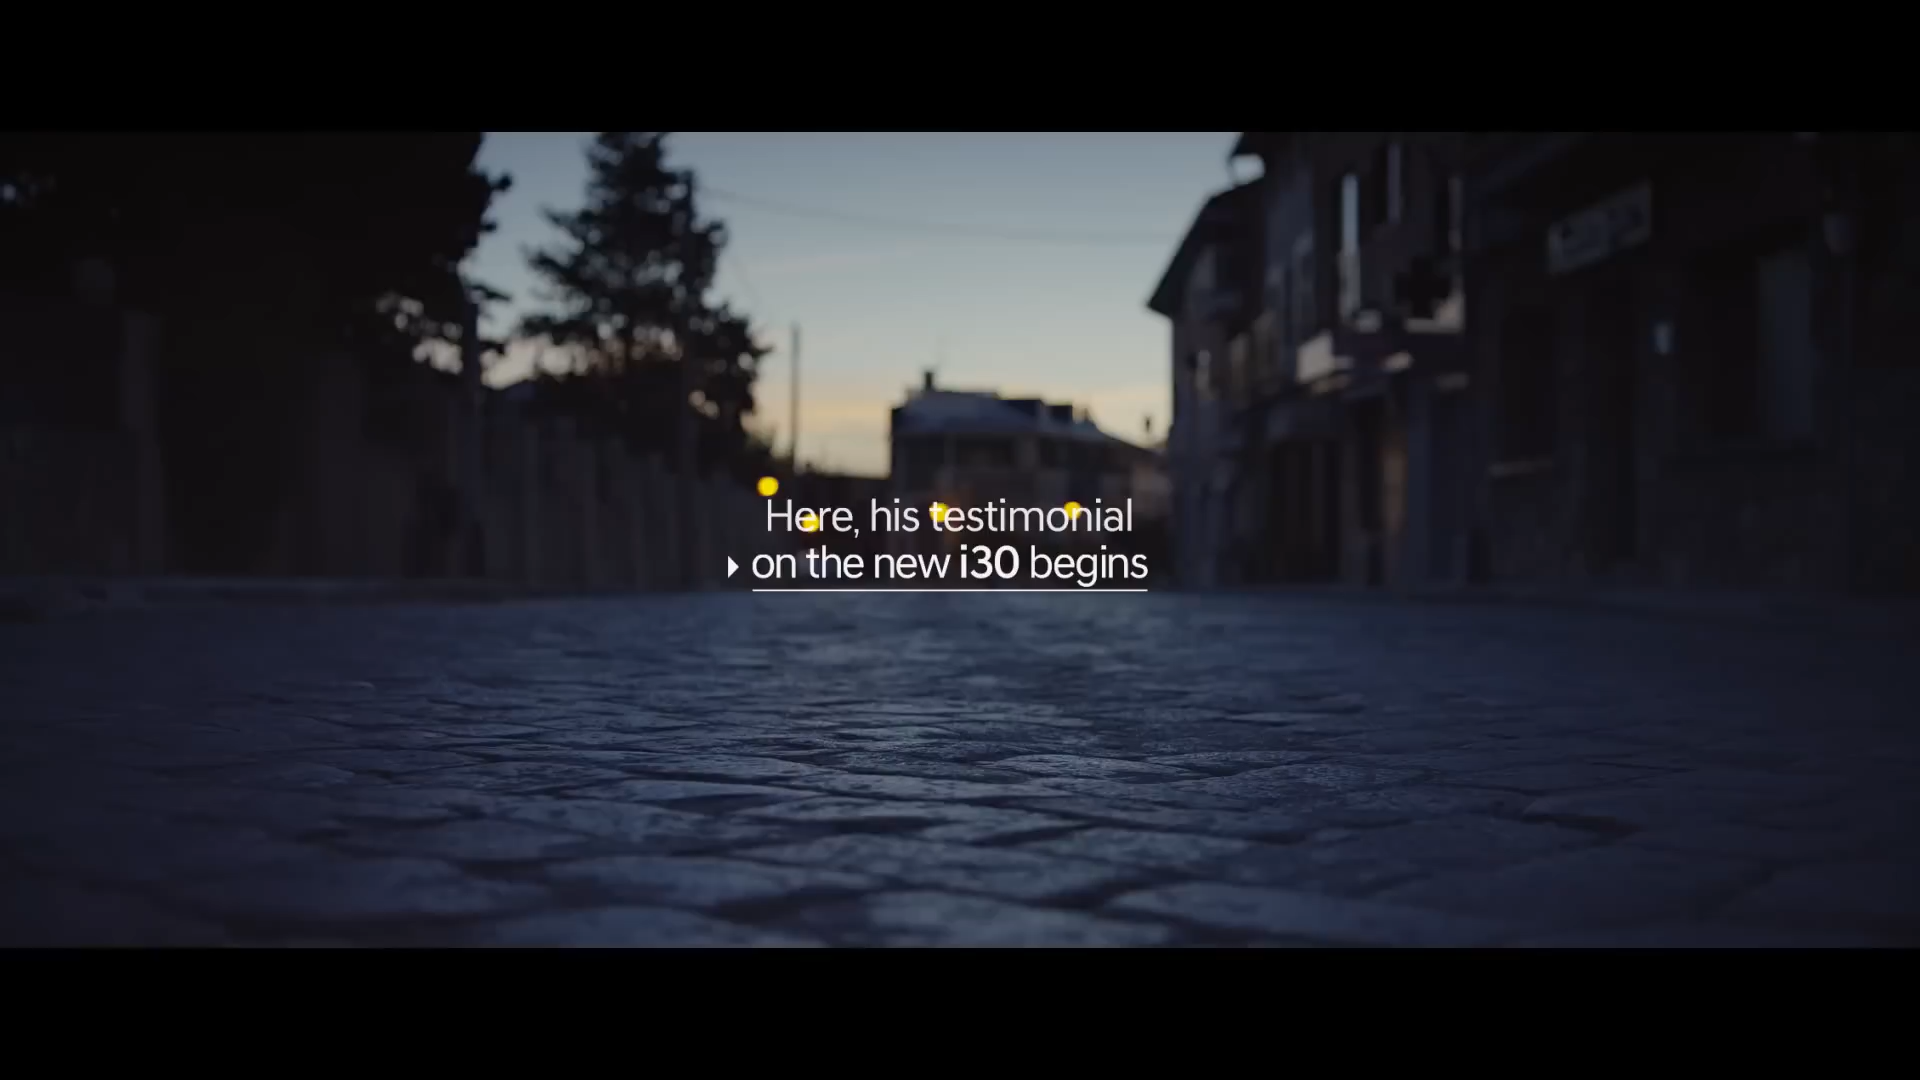 Here, his testimonial
on the new i30 begins